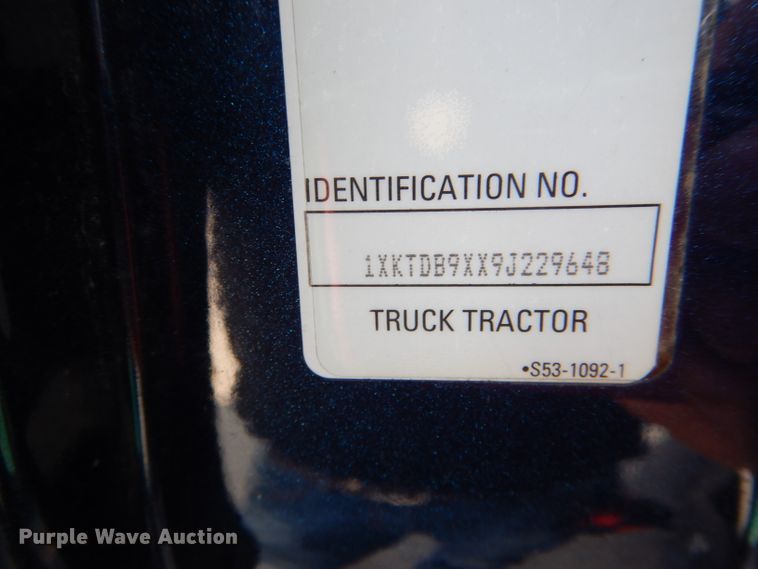 IDENTIFICATION NO.
1XKTDB9XX9J229648
TRUCK TRACTOR
•S53-1092-1
Purple Wave Auction